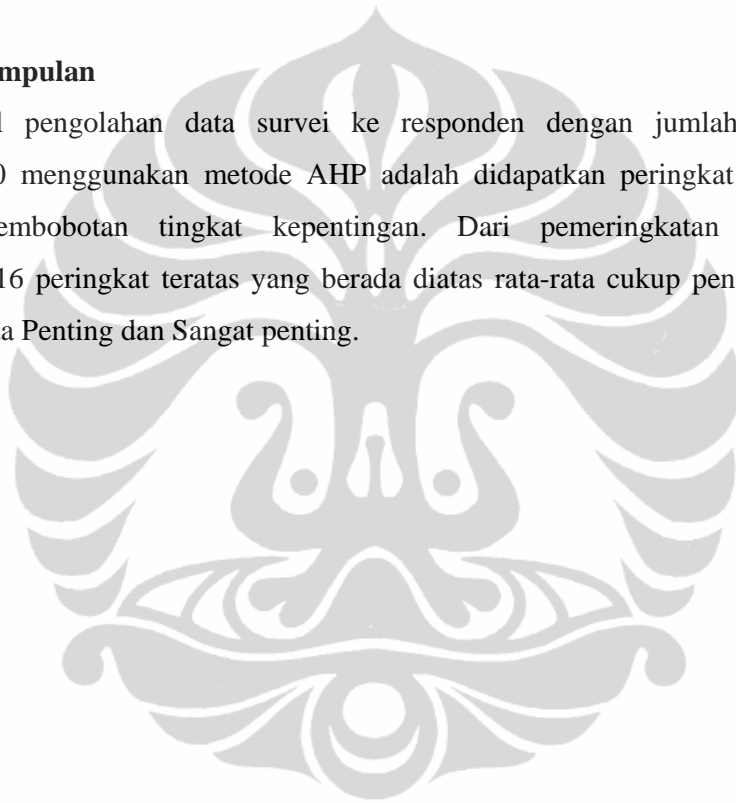 mpulan
l pengolahan data survei ke responden dengan jumlah
0 menggunakan metode AHP adalah didapatkan peringkat
embobotan tingkat kepentingan. Dari pemeringkatan
16 peringkat teratas yang berada diatas rata-rata cukup pen
a Penting dan Sangat penting.